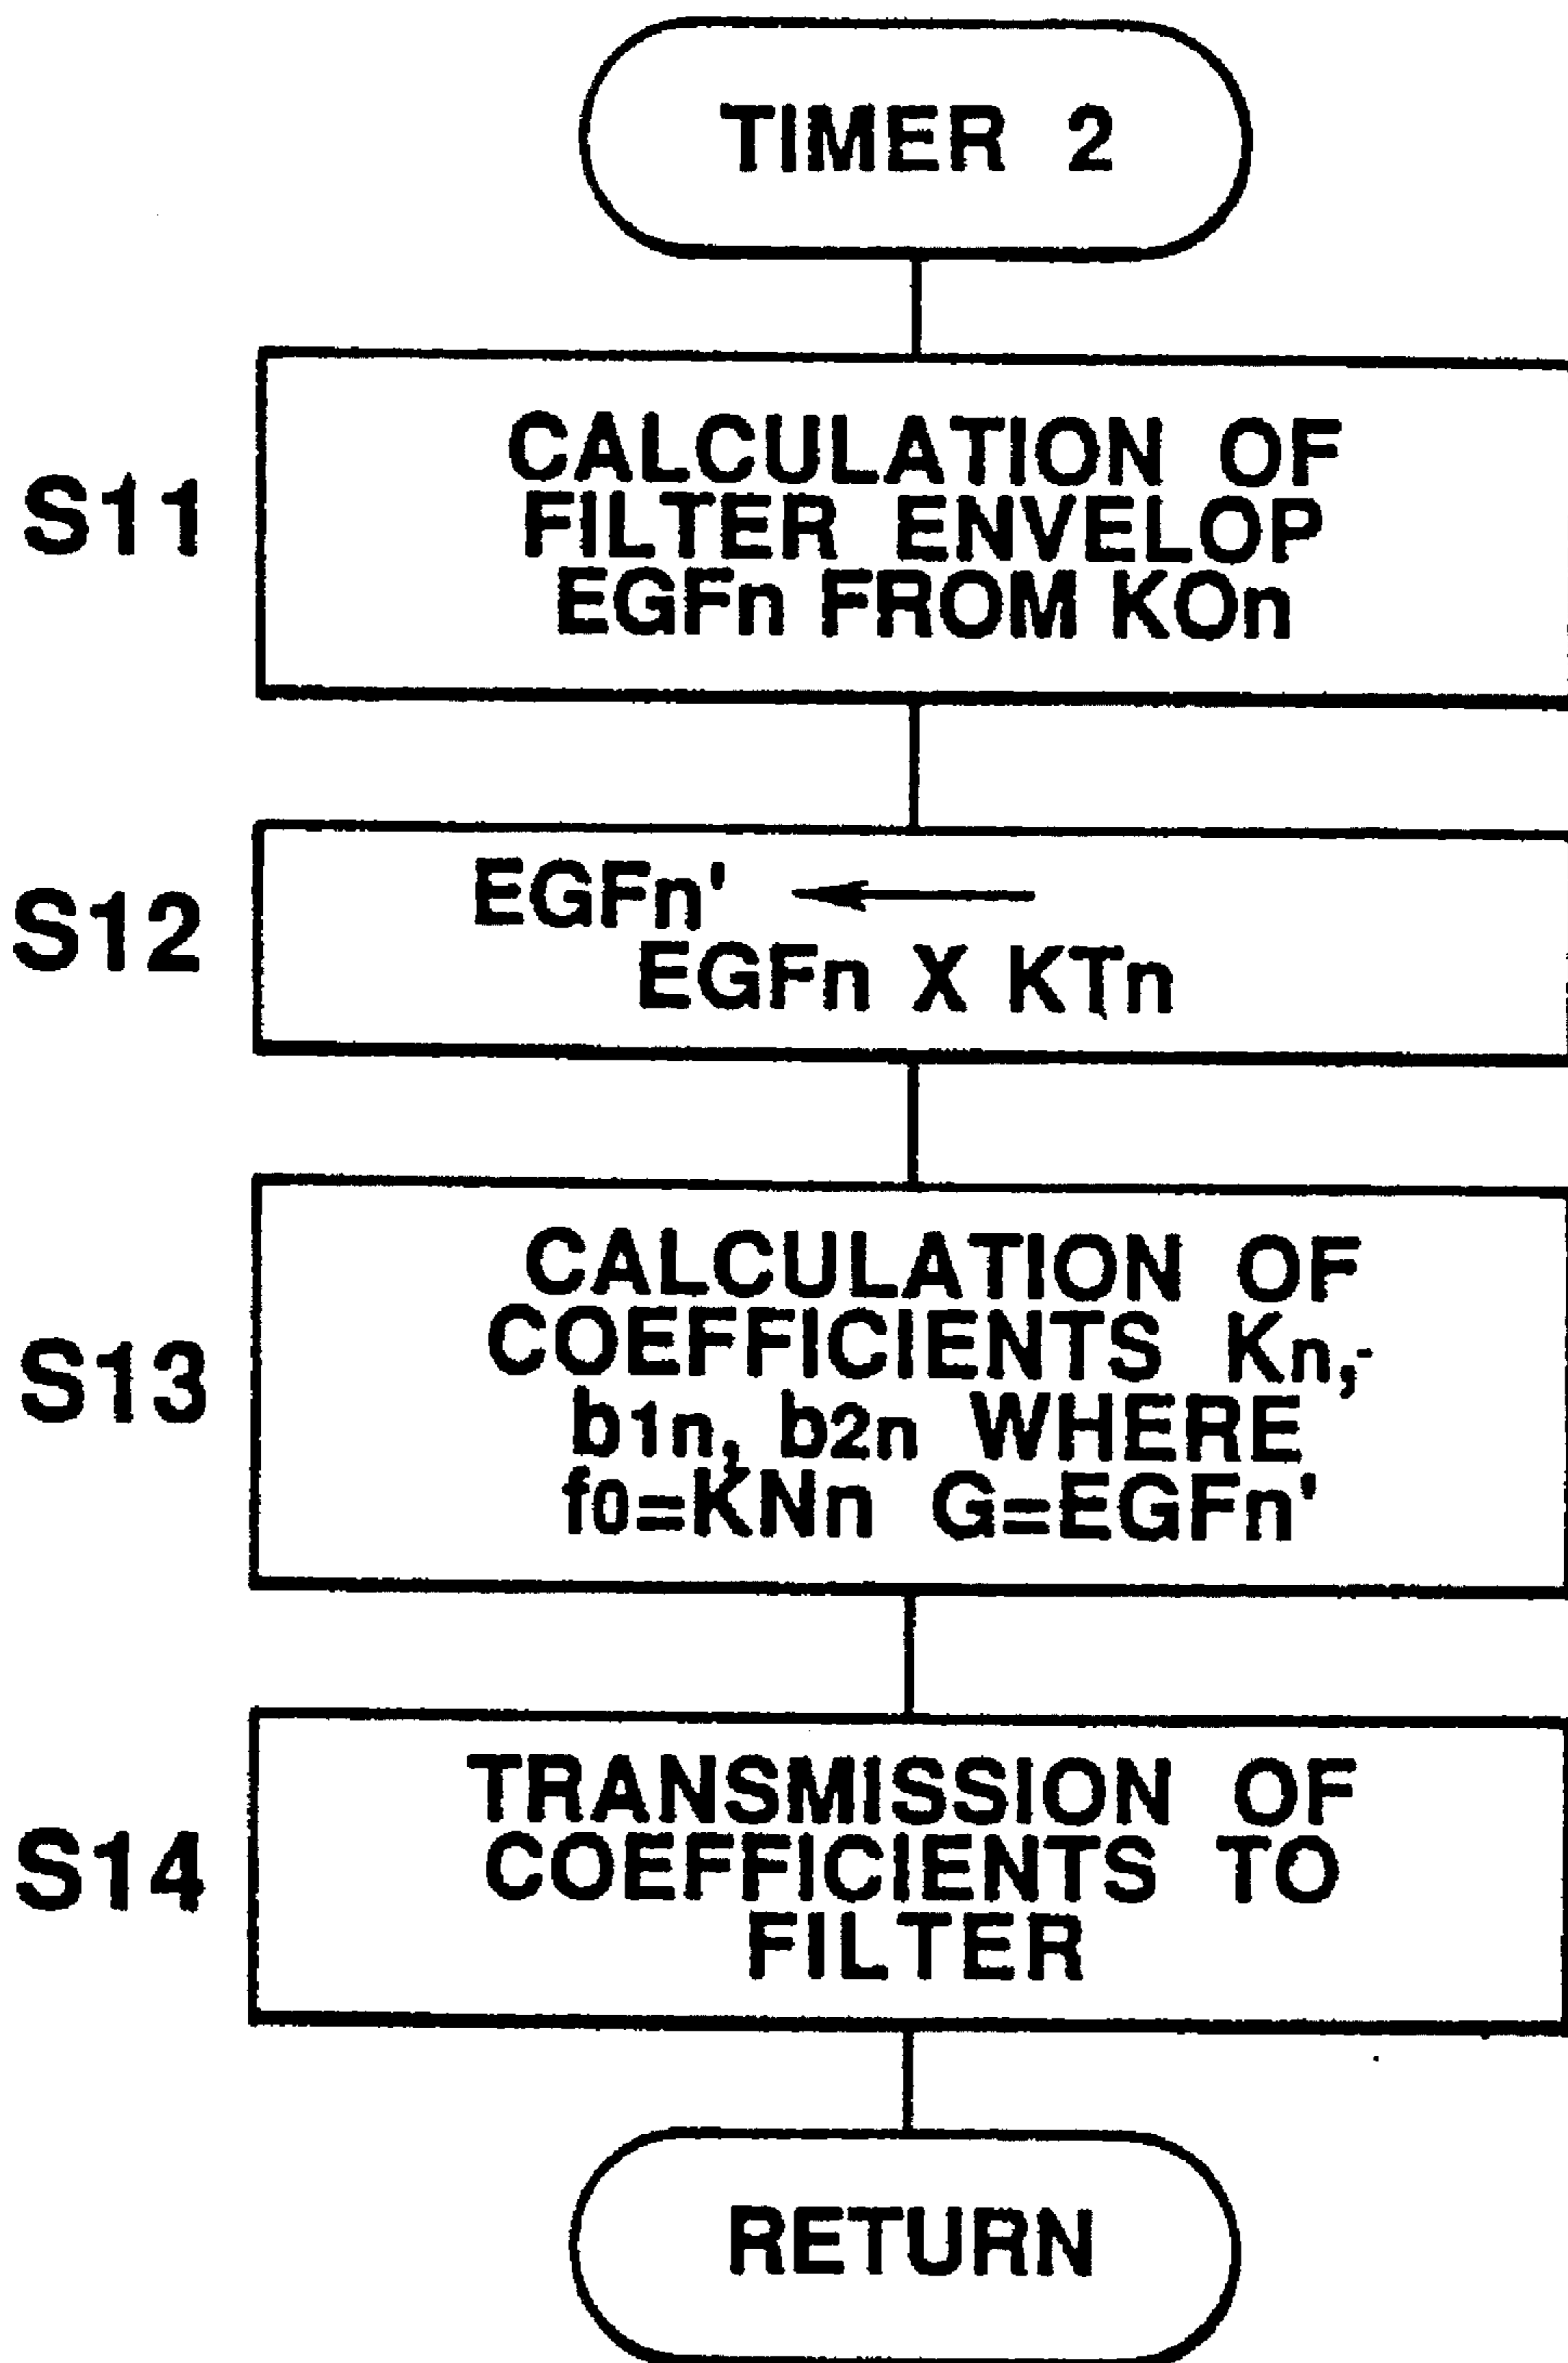 TIMER 2
S11
CALCULATION OF
FILTER ENVELOP
EGFn FROM KOn
S12
EGFn' ←
EGFn X KTn
S13
CALCULATION OF
COEFFICIENTS Kn,
b1n, b2n WHERE
f0=KNn G=EGFn'
S14
TRANSMISSION OF
COEFFICIENTS TO
FILTER
RETURN